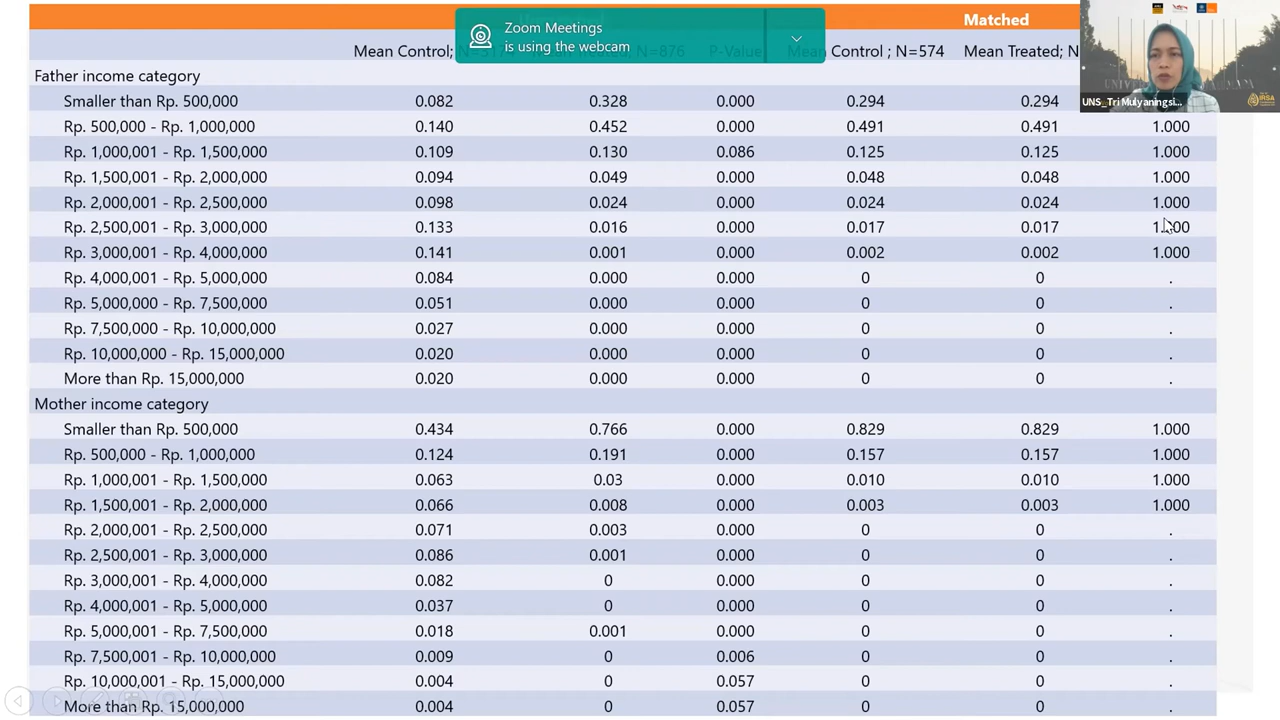 Matched
Zoom Meetings
is using the webcam
Mean Control; N=876 P-Value Mean Control ; N=574 Mean Treated; N
UNS_Tri Mulyaningsi...
IRSA
Father income category
Smaller than Rp. 500,000 0.082 0.328 0.000 0.294 0.294
Rp. 500,000 - Rp. 1,000,000 0.140 0.452 0.000 0.491 0.491 1.000
Rp. 1,000,001 - Rp. 1,500,000 0.109 0.130 0.086 0.125 0.125 1.000
Rp. 1,500,001 - Rp. 2,000,000 0.094 0.049 0.000 0.048 0.048 1.000
Rp. 2,000,001 - Rp. 2,500,000 0.098 0.024 0.000 0.024 0.024 1.000
Rp. 2,500,001 - Rp. 3,000,000 0.133 0.016 0.000 0.017 0.017 1.000
Rp. 3,000,001 - Rp. 4,000,000 0.141 0.001 0.000 0.002 0.002 1.000
Rp. 4,000,001 - Rp. 5,000,000 0.084 0.000 0.000 0 0 .
Rp. 5,000,000 - Rp. 7,500,000 0.051 0.000 0.000 0 0 .
Rp. 7,500,000 - Rp. 10,000,000 0.027 0.000 0.000 0 0 .
Rp. 10,000,000 - Rp. 15,000,000 0.020 0.000 0.000 0 0 .
More than Rp. 15,000,000 0.020 0.000 0.000 0 0 .
Mother income category
Smaller than Rp. 500,000 0.434 0.766 0.000 0.829 0.829 1.000
Rp. 500,000 - Rp. 1,000,000 0.124 0.191 0.000 0.157 0.157 1.000
Rp. 1,000,001 - Rp. 1,500,000 0.063 0.03 0.000 0.010 0.010 1.000
Rp. 1,500,001 - Rp. 2,000,000 0.066 0.008 0.000 0.003 0.003 1.000
Rp. 2,000,001 - Rp. 2,500,000 0.071 0.003 0.000 0 0 .
Rp. 2,500,001 - Rp. 3,000,000 0.086 0.001 0.000 0 0 .
Rp. 3,000,001 - Rp. 4,000,000 0.082 0 0.000 0 0 .
Rp. 4,000,001 - Rp. 5,000,000 0.037 0 0.000 0 0 .
Rp. 5,000,001 - Rp. 7,500,000 0.018 0.001 0.000 0 0 .
Rp. 7,500,001 - Rp. 10,000,000 0.009 0 0.006 0 0 .
Rp. 10,000,001 - Rp. 15,000,000 0.004 0 0.057 0 0 .
More than Rp. 15,000,000 0.004 0 0.057 0 0 .